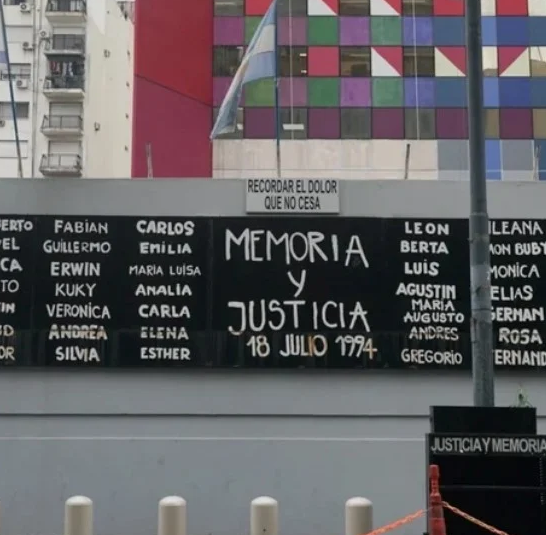 RECORDAR EL DOLOR
QUE NO CESA
FABIAN
GUILLERMO
ERWIN
KUKY
VERONICA
ANDREA
SILVIA
CARLOS
EMILIA
MARIA LUISA
ANALIA
CARLA
ELENA
ESTHER
MEMORIA
Y
JUSTICIA
18 JULIO 1994
LEON
BERTA
LUIS
AGUSTIN
MARIA
AUGUSTO
ANDRES
GREGORIO
ILEANA
MONICA
ELIAS
GERMAN
ROSA
JUSTICIA Y MEMORIA